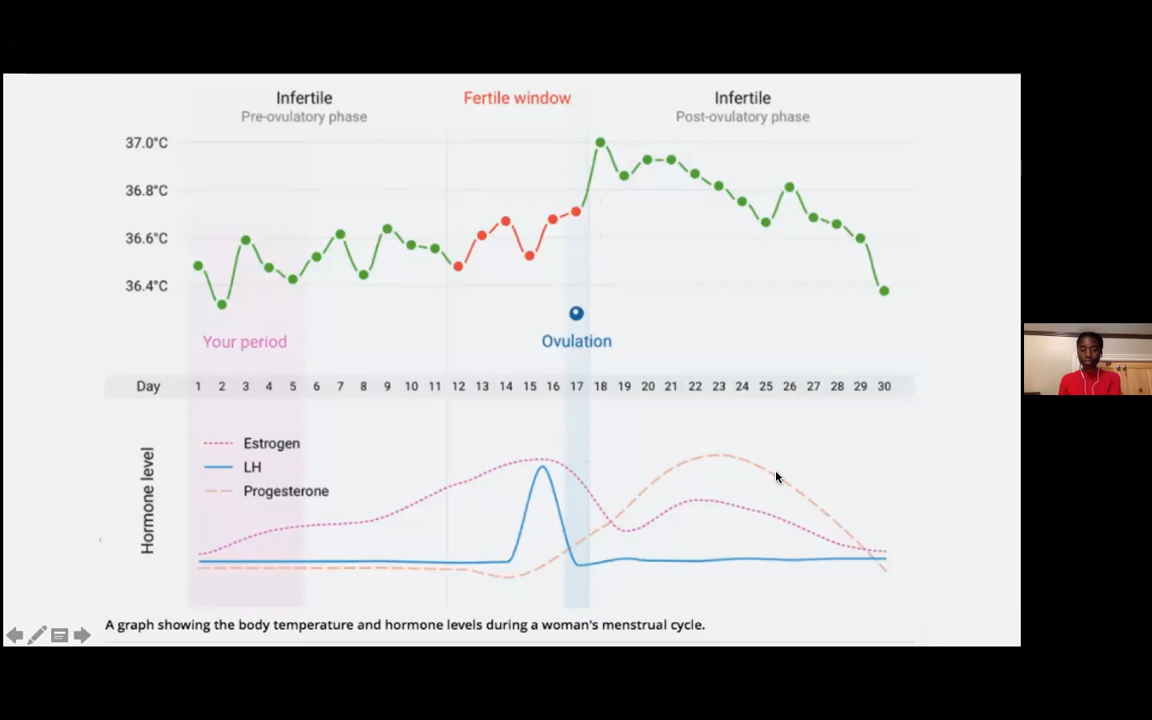 Infertile
Pre-ovulatory phase
Fertile window
Infertile
Post-ovulatory phase
37.0°C
36.8°C
36.6°C
36.4°C
Your period
Ovulation
Day 1 2 3 4 5 6 7 8 9 10 11 12 13 14 15 16 17 18 19 20 21 22 23 24 25 26 27 28 29 30
Hormone level
Estrogen
LH
Progesterone
A graph showing the body temperature and hormone levels during a woman's menstrual cycle.